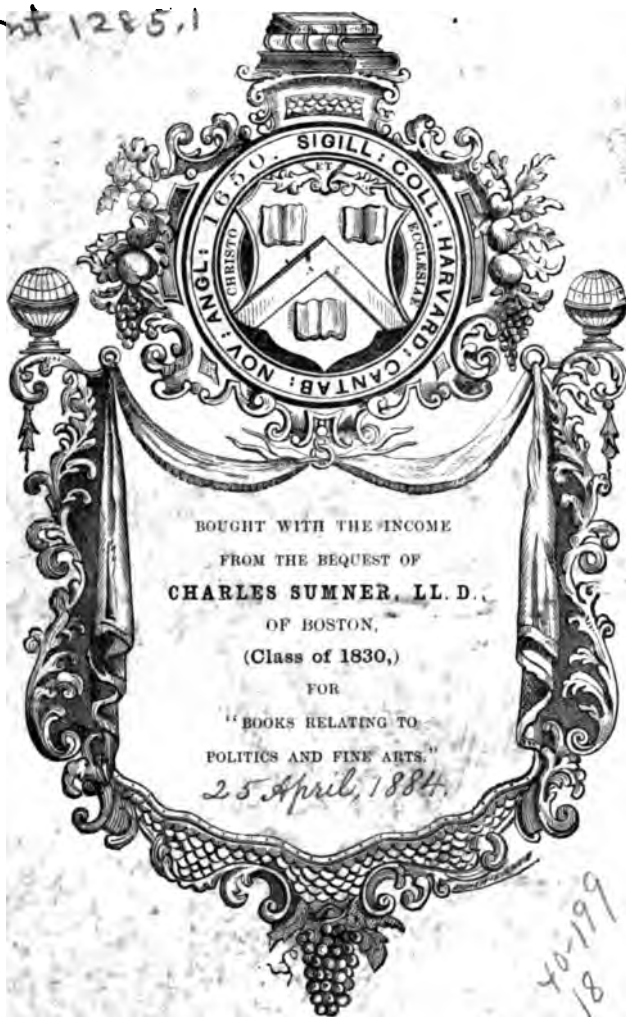 nt 1285.1
SIGILL: COLL: HARVARD: CANTAB: NOV: ANGL: 1650.
CHRISTO
ET
ECCLESIAE
BOUGHT WITH THE INCOME
FROM THE BEQUEST OF
CHARLES SUMNER, LL. D.,
OF BOSTON,
(Class of 1830,)
FOR
"BOOKS RELATING TO
POLITICS AND FINE ARTS."
25 April, 1884.
40-199
18